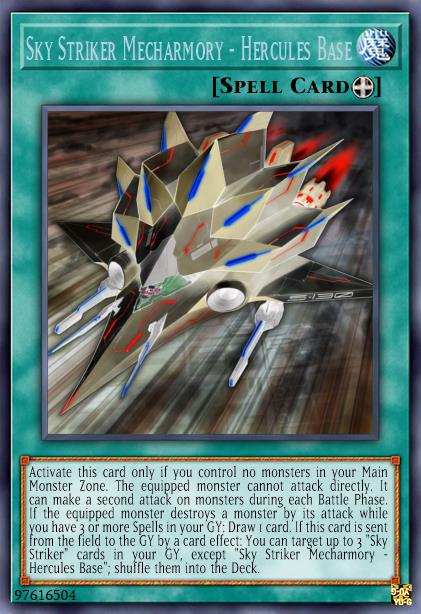 Sky Striker Mecharmory - Hercules Base
魔
[Spell Card]
S-130
Activate this card only if you control no monsters in your Main
Monster Zone. The equipped monster cannot attack directly. It
can make a second attack on monsters during each Battle Phase.
If the equipped monster destroys a monster by its attack while
you have 3 or more Spells in your GY: Draw 1 card. If this card is sent
from the field to the GY by a card effect: You can target up to 3 "Sky
Striker" cards in your GY, except "Sky Striker Mecharmory -
Hercules Base"; shuffle them into the Deck.
97616504